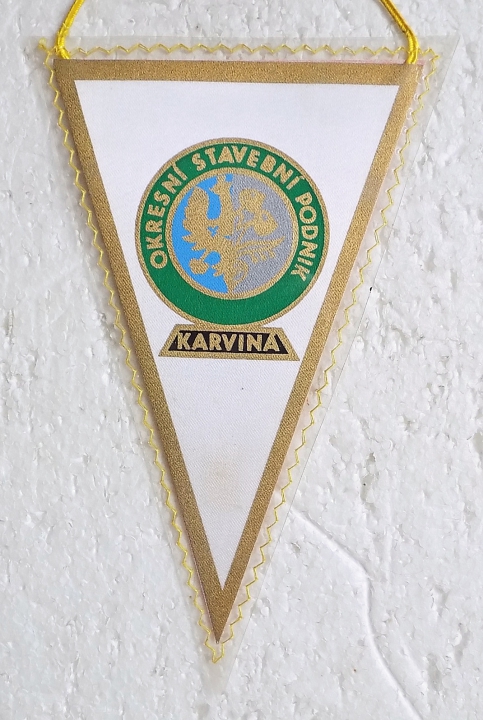 OKRESNÍ STAVEBNÍ PODNIK
KARVINÁ